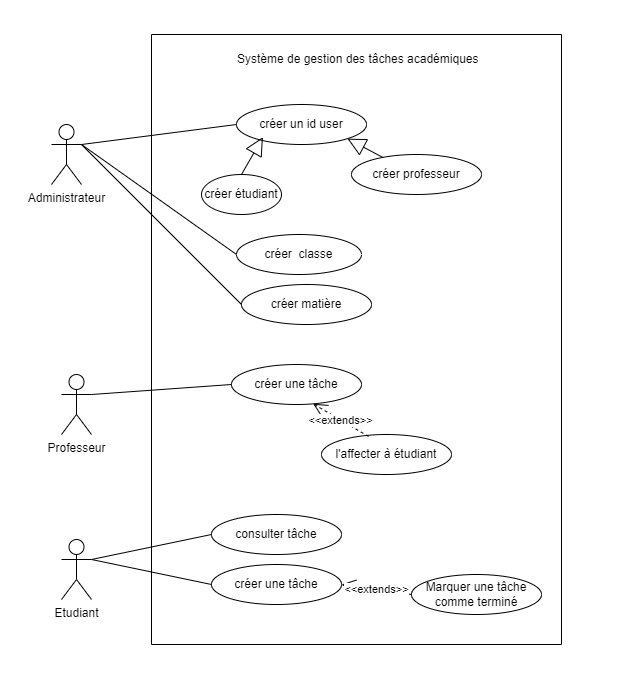 Système de gestion des tâches académiques
créer un id user
créer étudiant
créer professeur
Administrateur
créer classe
créer matière
créer une tâche
<<extends>>
Professeur
l'affecter à étudiant
consulter tâche
créer une tâche
<<extends>>
Marquer une tâche
comme terminé
Etudiant